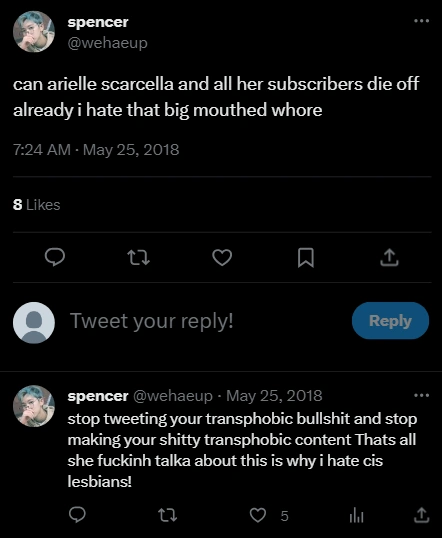 spencer
@wehaeup
can arielle scarcella and all her subscribers die off
already i hate that big mouthed whore
7:24 AM · May 25, 2018
8 Likes
Tweet your reply!
Reply
spencer @wehaeup · May 25, 2018
stop tweeting your transphobic bullshit and stop
making your shitty transphobic content Thats all
she fuckinh talka about this is why i hate cis
lesbians!
5